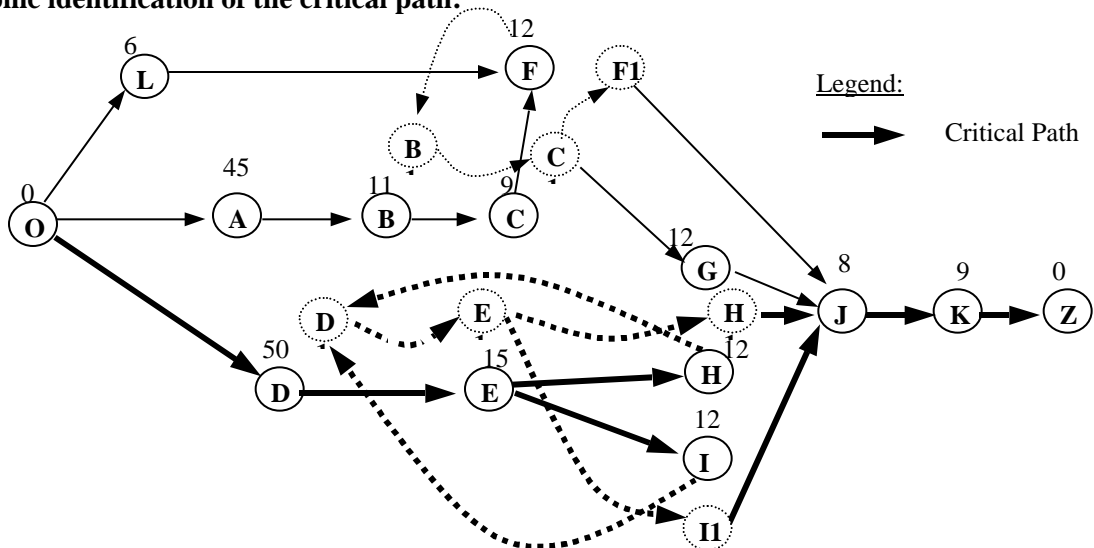 identification of the critical path:
12
6
L
F
F1
Legend:
Critical Path
B
C
45
11
9
0
O
A
B
C
12
G
8
9
0
D
E
H
J
K
Z
50
15
12
D
E
H
12
I
I1